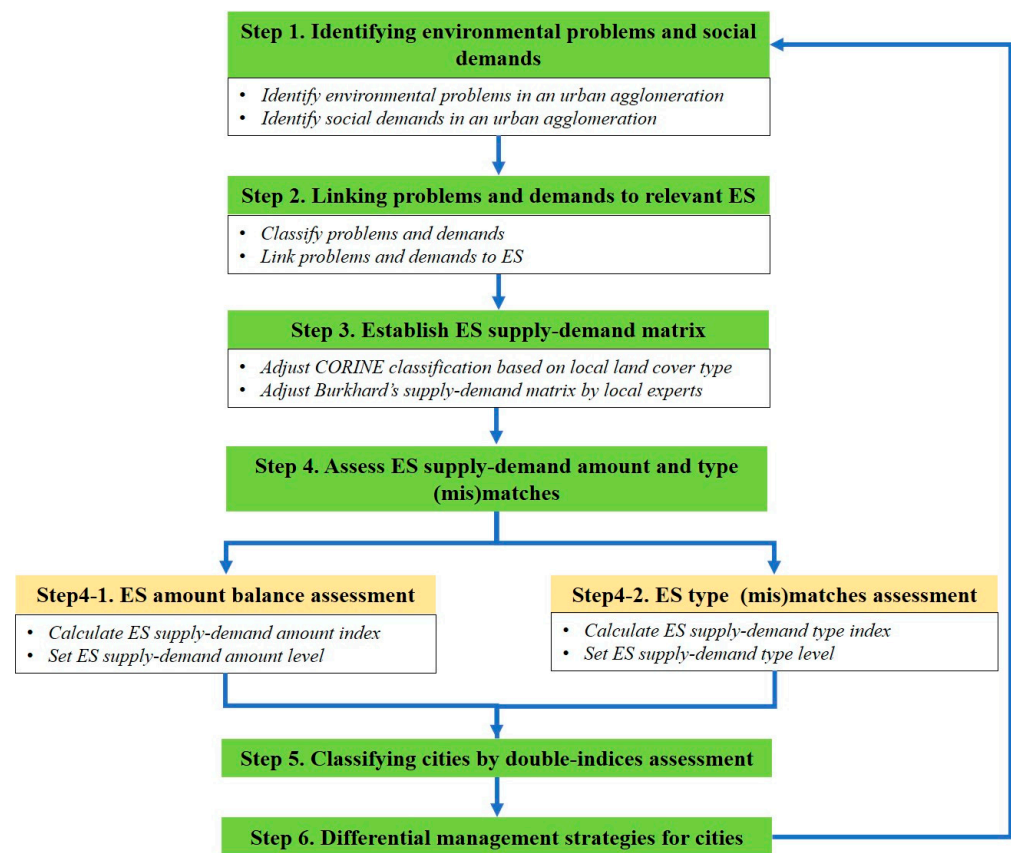 Step 1. Identifying environmental problems and social
demands
• Identify environmental problems in an urban agglomeration
• Identify social demands in an urban agglomeration
Step 2. Linking problems and demands to relevant ES
• Classify problems and demands
• Link problems and demands to ES
Step 3. Establish ES supply-demand matrix
• Adjust CORINE classification based on local land cover type
• Adjust Burkhard's supply-demand matrix by local experts
Step 4. Assess ES supply-demand amount and type
(mis)matches
Step4-1. ES amount balance assessment
• Calculate ES supply-demand amount index
• Set ES supply-demand amount level
Step4-2. ES type (mis)matches assessment
• Calculate ES supply-demand type index
• Set ES supply-demand type level
Step 5. Classifying cities by double-indices assessment
Step 6. Differential management strategies for cities